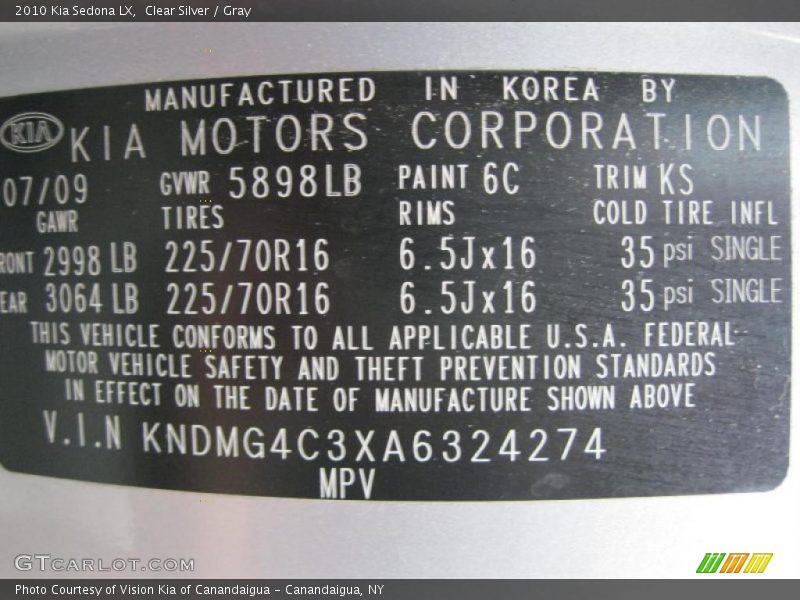 2010 Kia Sedona LX,  Clear Silver / Gray
MANUFACTURED IN KOREA BY
KIA KIA MOTORS CORPORATION
07/09 GVWR 5898LB PAINT 6C TRIM KS
GAWR TIRES RIMS COLD TIRE INFL
RONT 2998 LB 225/70R16 6.5Jx16 35 psi SINGLE
EAR 3064 LB 225/70R16 6.5Jx16 35 psi SINGLE
THIS VEHICLE CONFORMS TO ALL APPLICABLE U.S.A. FEDERAL
MOTOR VEHICLE SAFETY AND THEFT PREVENTION STANDARDS
IN EFFECT ON THE DATE OF MANUFACTURE SHOWN ABOVE
V.I.N KNDMG4C3XA6324274
MPV
GTCARLOT.COM
Photo Courtesy of Vision Kia of Canandaigua - Canandaigua, NY